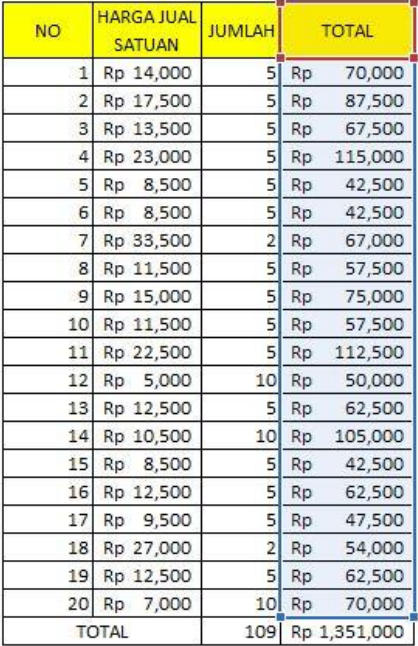 NO HARGA JUAL SATUAN JUMLAH TOTAL
1 Rp 14,000 5 Rp 70,000
2 Rp 17,500 5 Rp 87,500
3 Rp 13,500 5 Rp 67,500
4 Rp 23,000 5 Rp 115,000
5 Rp 8,500 5 Rp 42,500
6 Rp 8,500 5 Rp 42,500
7 Rp 33,500 2 Rp 67,000
8 Rp 11,500 5 Rp 57,500
9 Rp 15,000 5 Rp 75,000
10 Rp 11,500 5 Rp 57,500
11 Rp 22,500 5 Rp 112,500
12 Rp 5,000 10 Rp 50,000
13 Rp 12,500 5 Rp 62,500
14 Rp 10,500 10 Rp 105,000
15 Rp 8,500 5 Rp 42,500
16 Rp 12,500 5 Rp 62,500
17 Rp 9,500 5 Rp 47,500
18 Rp 27,000 2 Rp 54,000
19 Rp 12,500 5 Rp 62,500
20 Rp 7,000 10 Rp 70,000
TOTAL 109 Rp 1,351,000